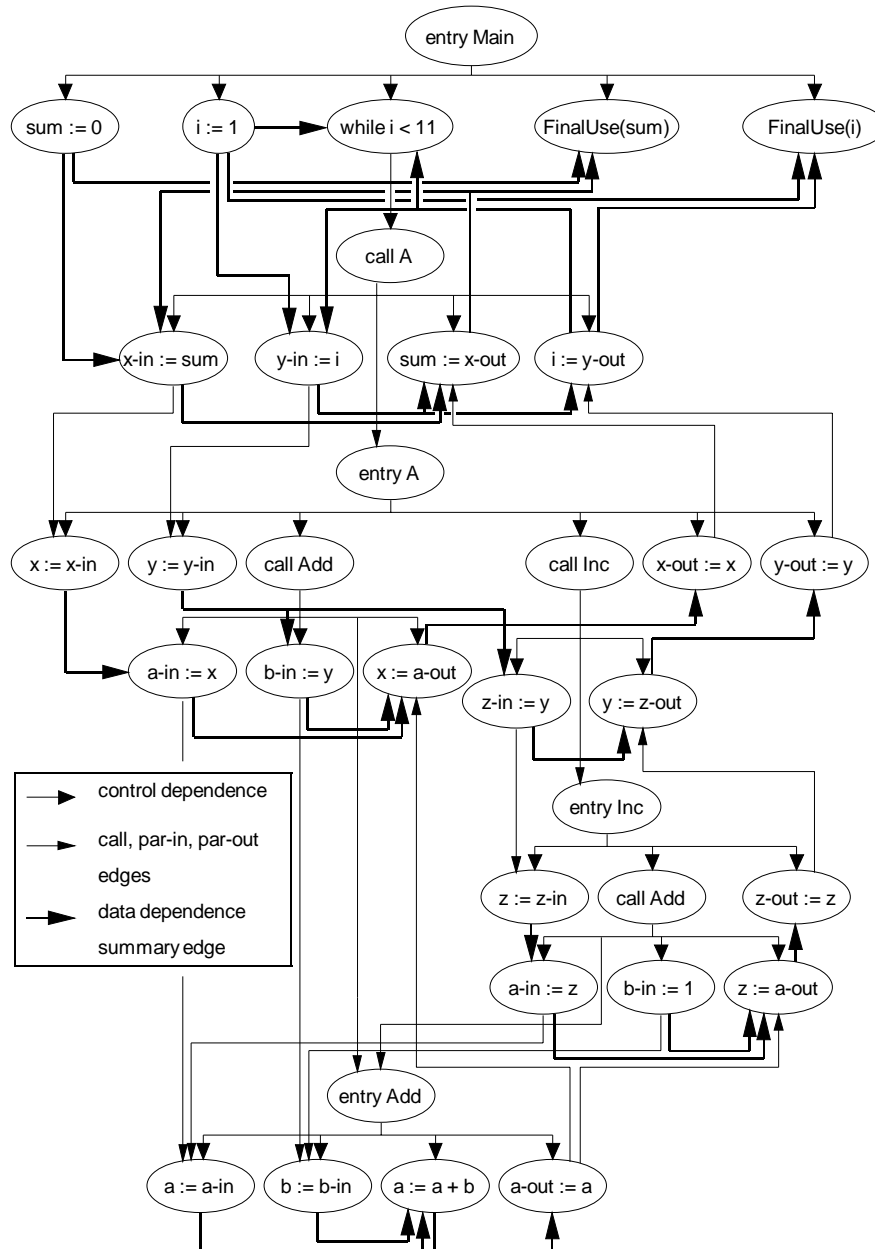 entry Main
sum := 0
i := 1
while i < 11
FinalUse(sum)
FinalUse(i)
call A
x-in := sum
y-in := i
sum := x-out
i := y-out
entry A
x := x-in
y := y-in
call Add
call Inc
x-out := x
y-out := y
a-in := x
b-in := y
x := a-out
z-in := y
y := z-out
control dependence
call, par-in, par-out
edges
data dependence
summary edge
entry Inc
z := z-in
call Add
z-out := z
a-in := z
b-in := 1
z := a-out
entry Add
a := a-in
b := b-in
a := a + b
a-out := a